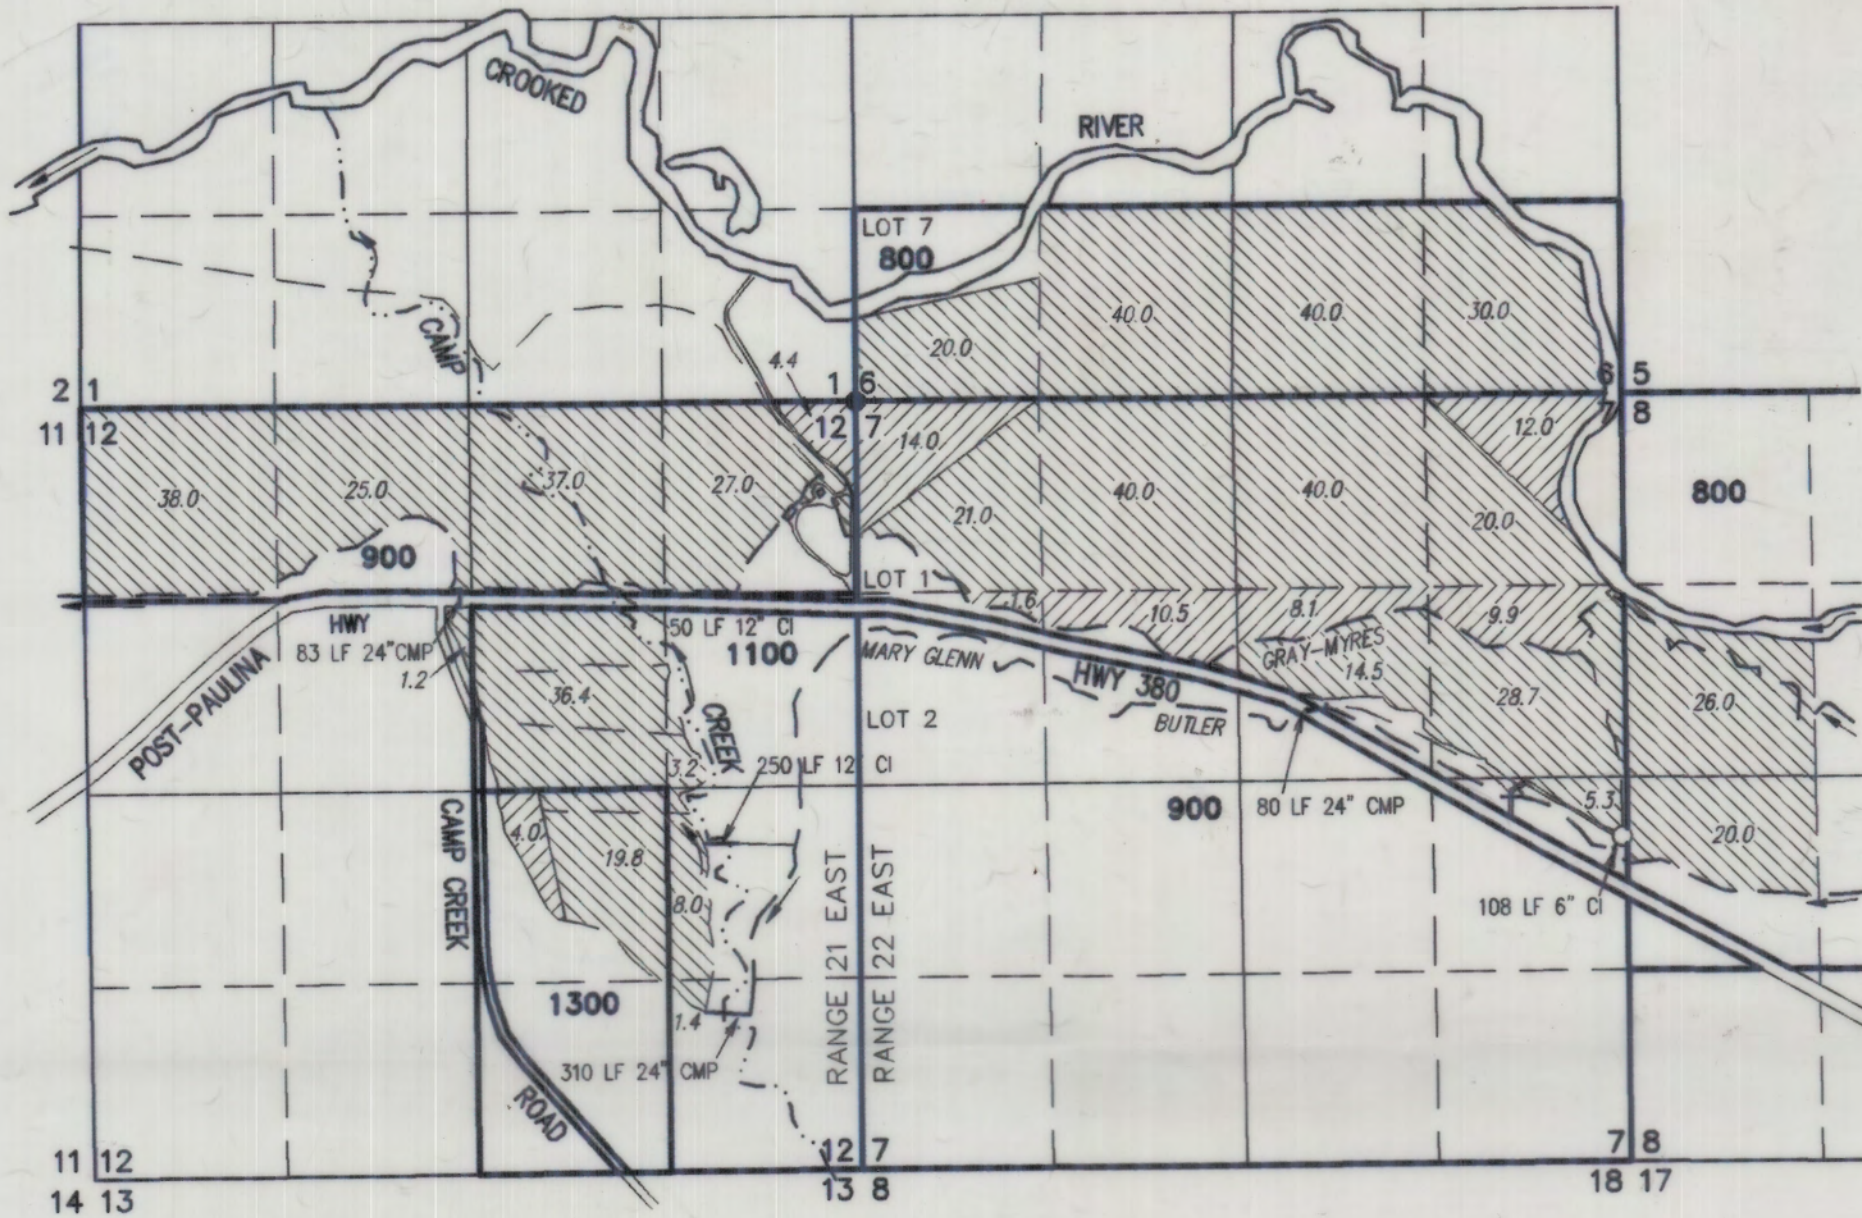 CROOKED
RIVER
LOT 7
800
40.0
40.0
30.0
20.0
CAMP
4.4
2 1
1 6
6 5
11 12
12 7
7 8
14.0
12.0
38.0
25.0
37.0
27.0
21.0
40.0
40.0
20.0
800
900
LOT 1
1.6
10.5
8.1
9.9
HWY
50 LF 12" CI
83 LF 24" CMP
1.2
1100
MARY GLENN
GRAY-MYRES
14.5
HWY 380
POST-PAULINA
36.4
CREEK
28.7
26.0
LOT 2
BUTLER
3.2
250 LF 12" CI
900
80 LF 24" CMP
5.3
4.0
19.8
20.0
CAMP CREEK
8.0
108 LF 6" CI
RANGE 21 EAST
RANGE 22 EAST
1300
1.4
310 LF 24" CMP
ROAD
11 12
12 7
7 8
14 13
13 8
18 17